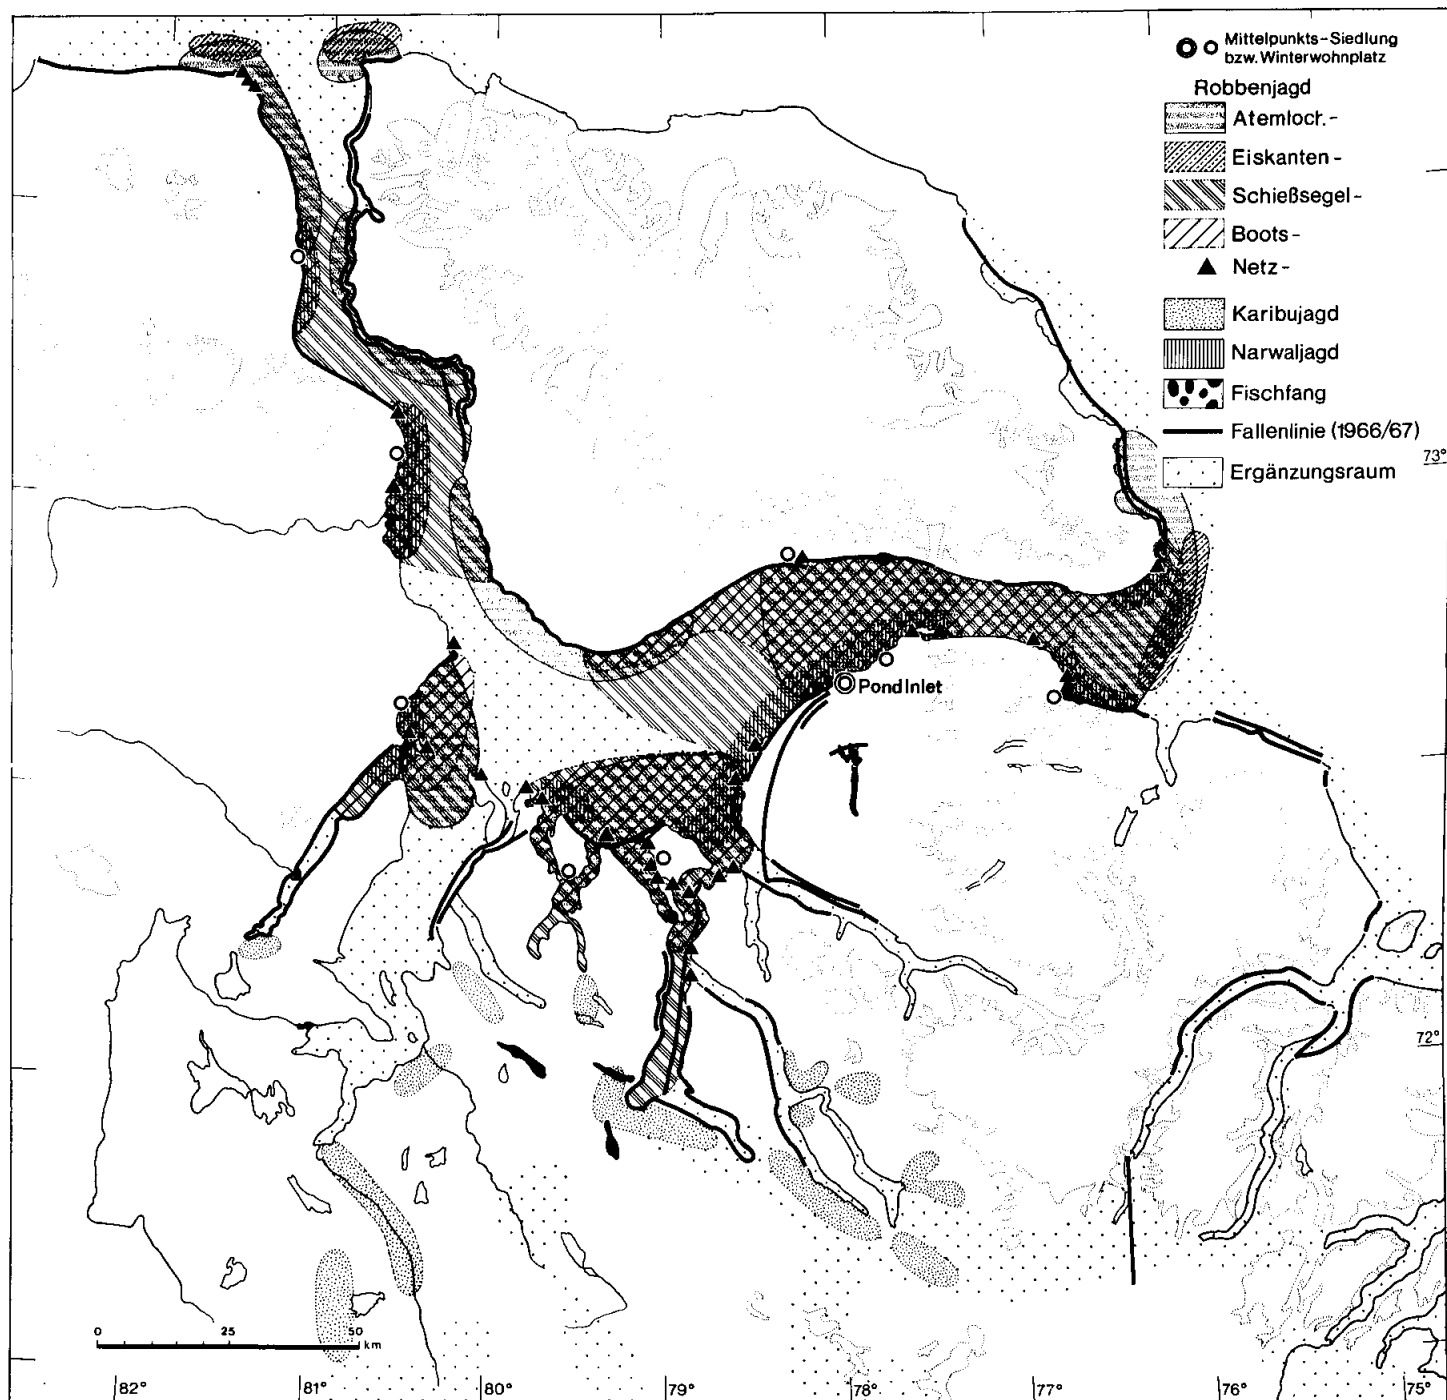 Mittelpunkts-Siedlung
bzw. Winterwohnplatz
Robbenjagd
Atemloch-
Eiskanten-
Schießsegel-
Boots-
Netz-
Karibujagd
Narwaljagd
Fischfang
Fallenlinie (1966/67)
Ergänzungsraum
73°
Pond Inlet
72°
0 25 50
km
82° 81° 80° 79° 78° 77° 76° 75°